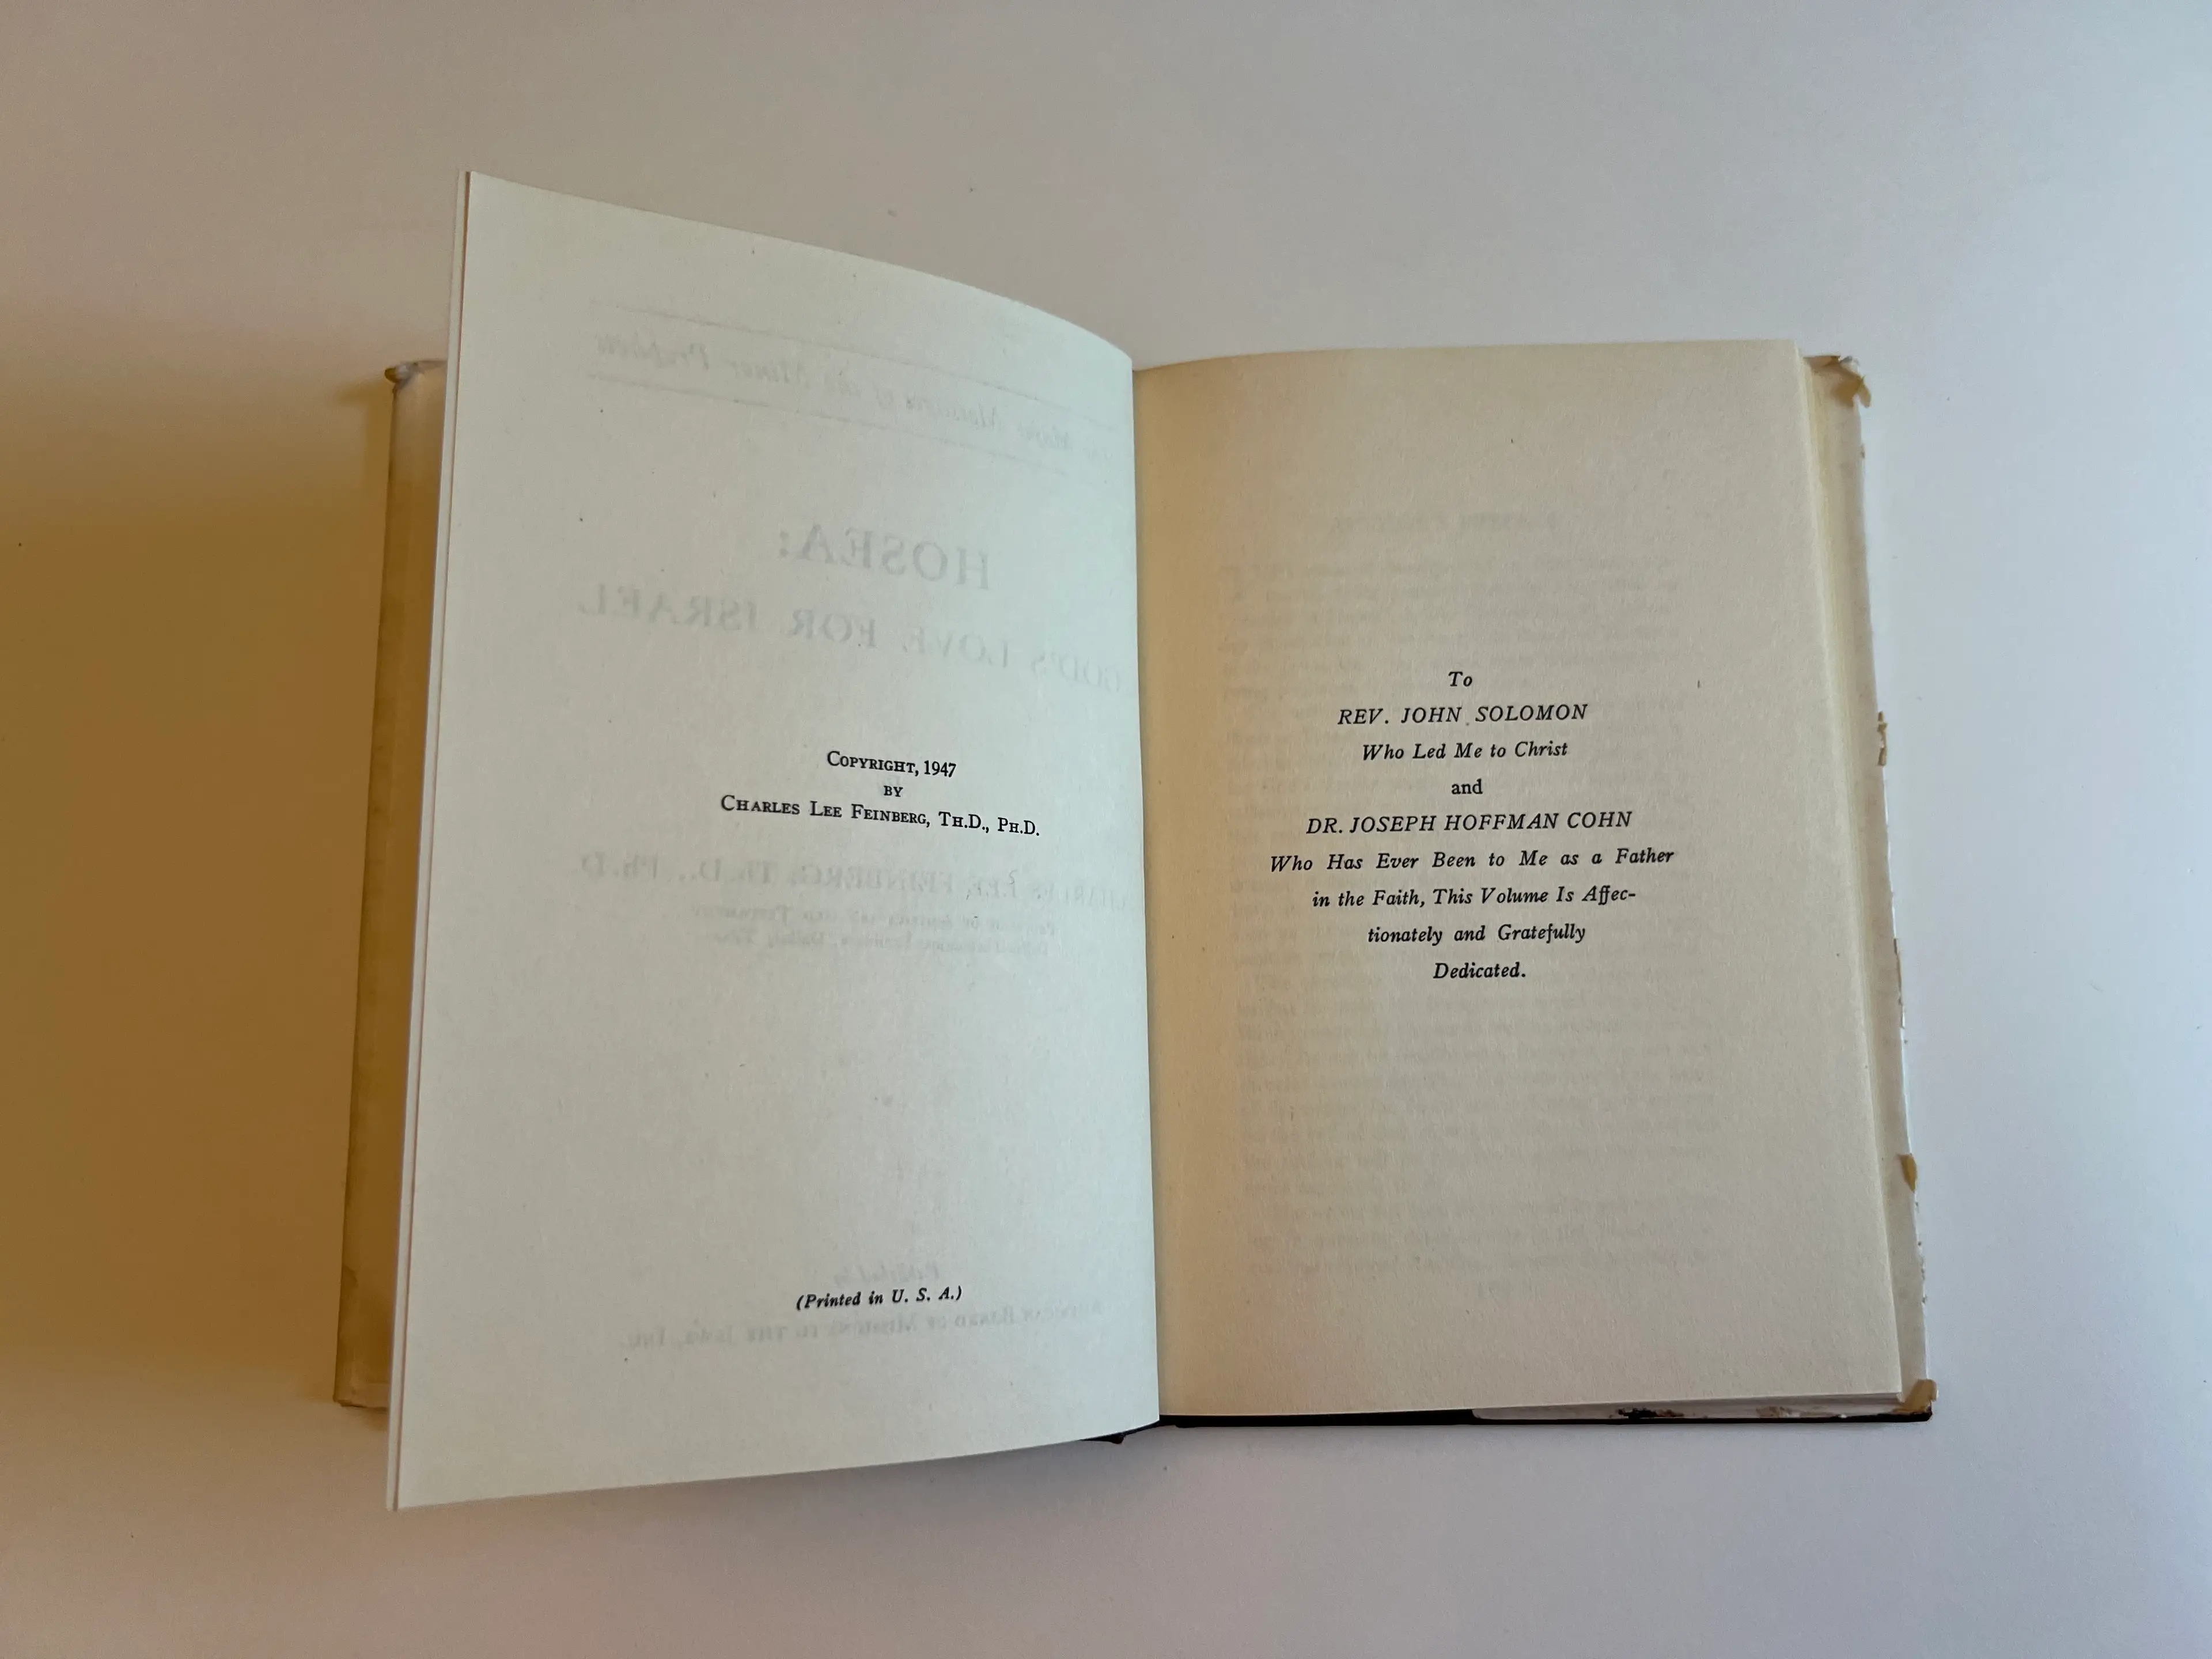 Copyright, 1947
by
Charles Lee Feinberg, Th.D., Ph.D.
(Printed in U. S. A.)
To
REV. JOHN SOLOMON
Who Led Me to Christ
and
DR. JOSEPH HOFFMAN COHN
Who Has Ever Been to Me as a Father
in the Faith, This Volume Is Affec-
tionately and Gratefully
Dedicated.